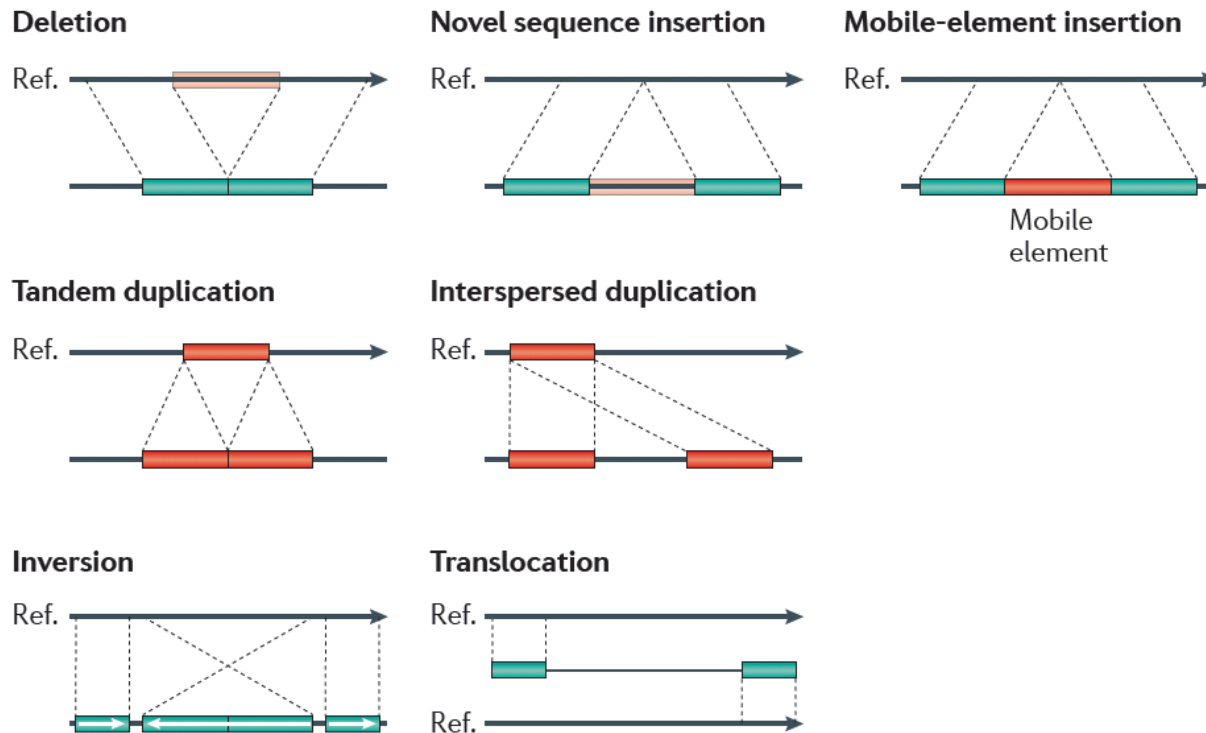 Deletion
Novel sequence insertion
Mobile-element insertion
Ref.
Ref.
Ref.
Mobile
element
Tandem duplication
Interspersed duplication
Ref.
Ref.
Inversion
Translocation
Ref.
Ref.
Ref.